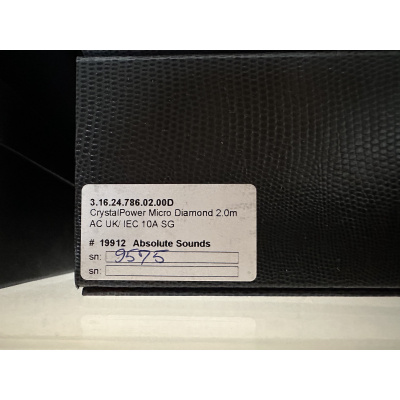 3.16.24.786.02.00D
CrystalPower Micro Diamond 2.0m
AC UK/ IEC 10A SG
# 19912 Absolute Sounds
sn: 9575
sn: